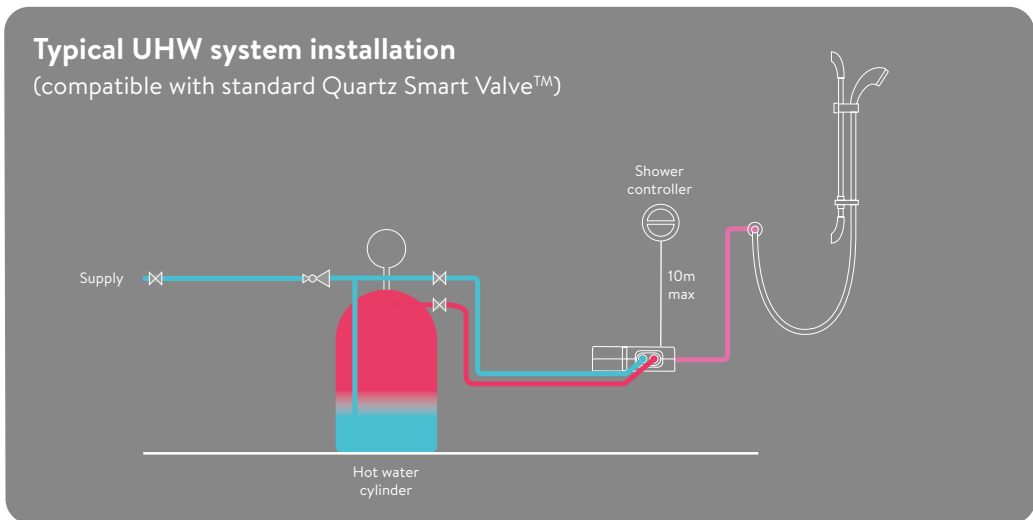 Typical UHW system installation
(compatible with standard Quartz Smart Valve™)
Shower
controller
Supply
10m
max
Hot water
cylinder